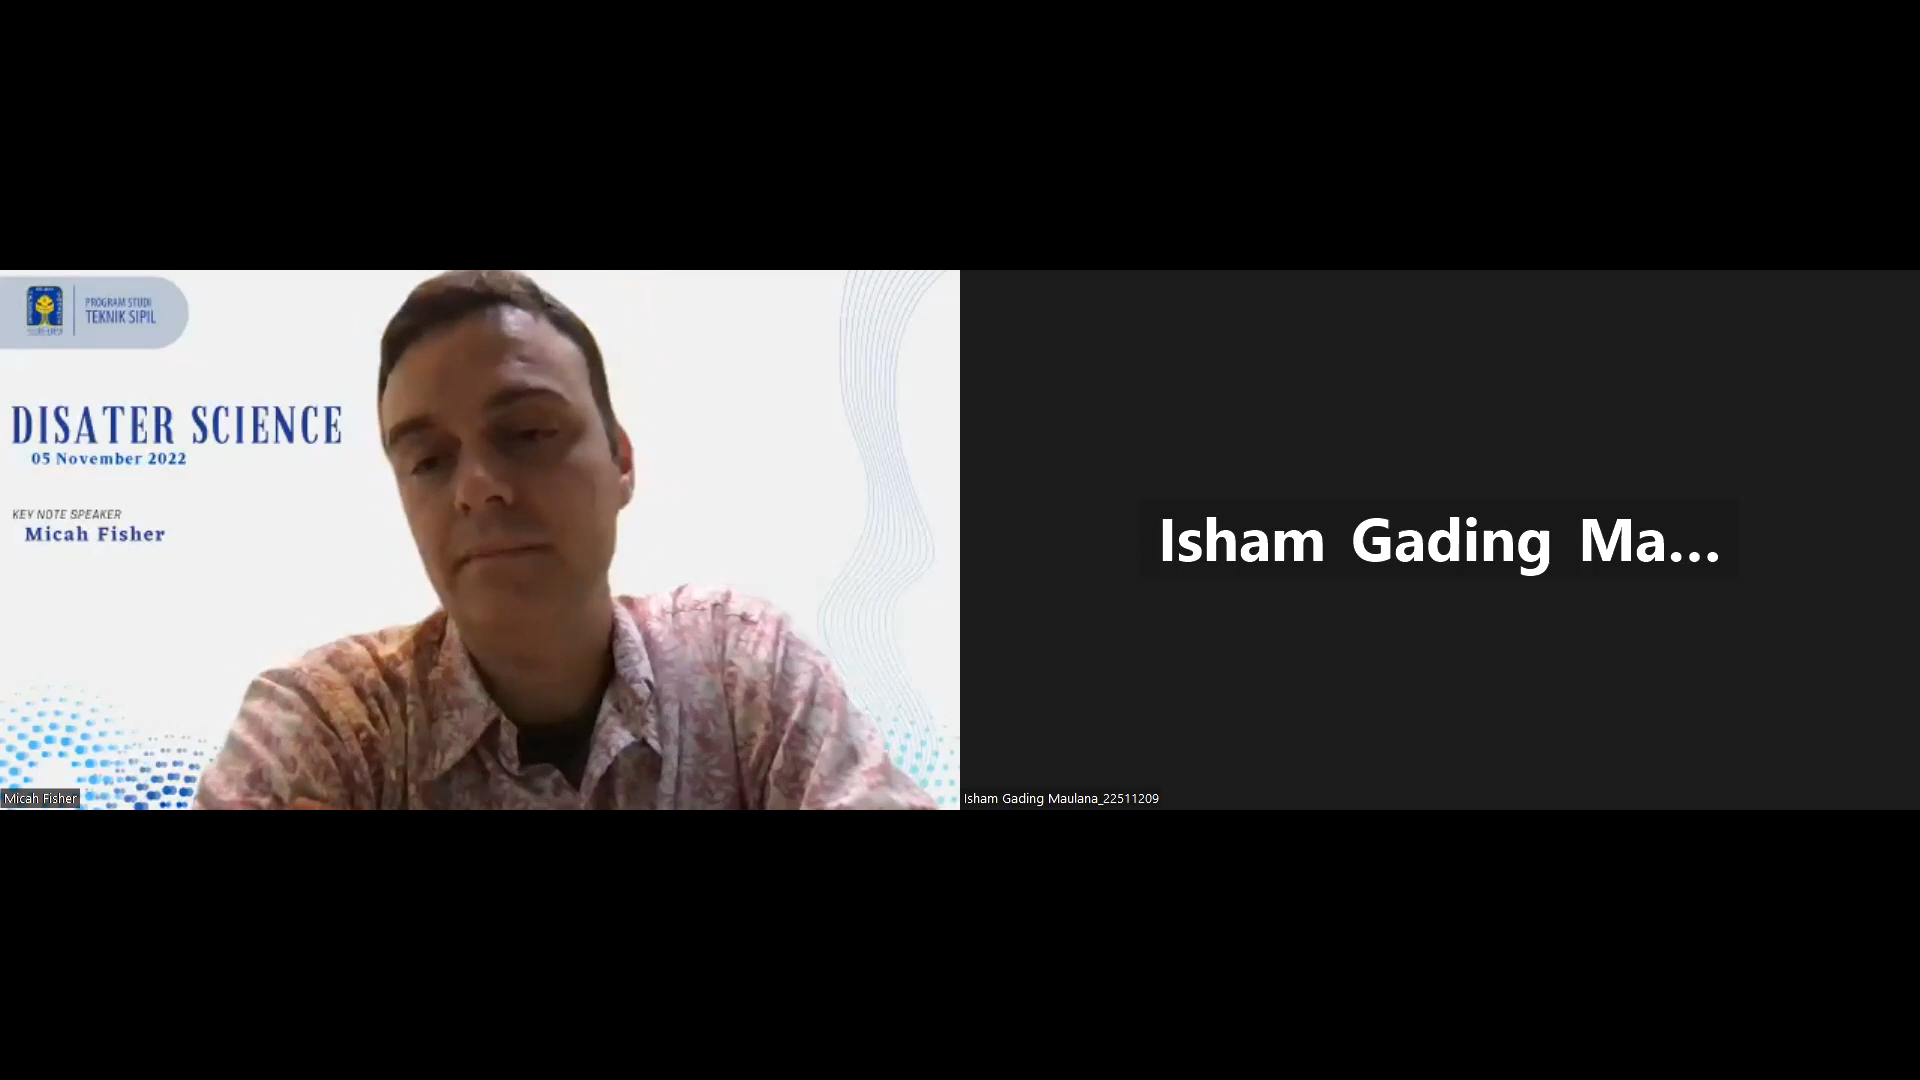 PROGRAM STUDI
TEKNIK SIPIL
DISATER SCIENCE
05 November 2022
KEY NOTE SPEAKER
Micah Fisher
Micah Fisher
Isham Gading Ma...
Isham Gading Maulana_22511209